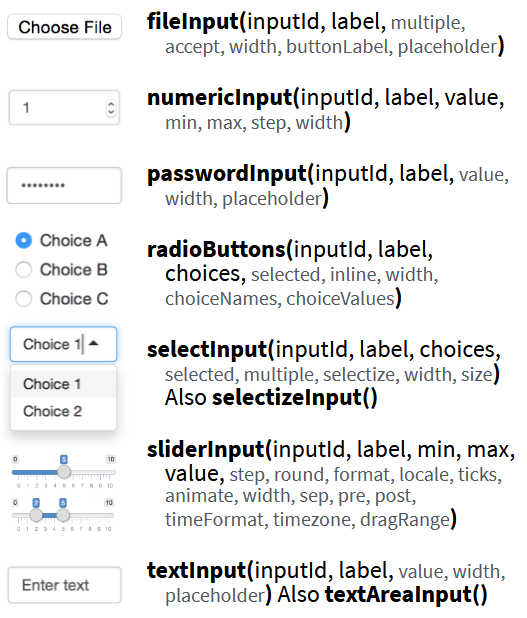 Choose File
fileInput(inputId, label, multiple,
accept, width, buttonLabel, placeholder)
1
numericInput(inputId, label, value,
min, max, step, width)
••••••••
passwordInput(inputId, label, value,
width, placeholder)
Choice A
Choice B
Choice C
radioButtons(inputId, label,
choices, selected, inline, width,
choiceNames, choiceValues)
Choice 1
Choice 1
Choice 2
selectInput(inputId, label, choices,
selected, multiple, selectize, width, size)
Also selectizeInput()
0 5 10
0 1 2 3 4 5 6 7 8 9 10
0 2 5 10
0 1 2 3 4 5 6 7 8 9 10
sliderInput(inputId, label, min, max,
value, step, round, format, locale, ticks,
animate, width, sep, pre, post,
timeFormat, timezone, dragRange)
Enter text
textInput(inputId, label, value, width,
placeholder) Also textAreaInput()